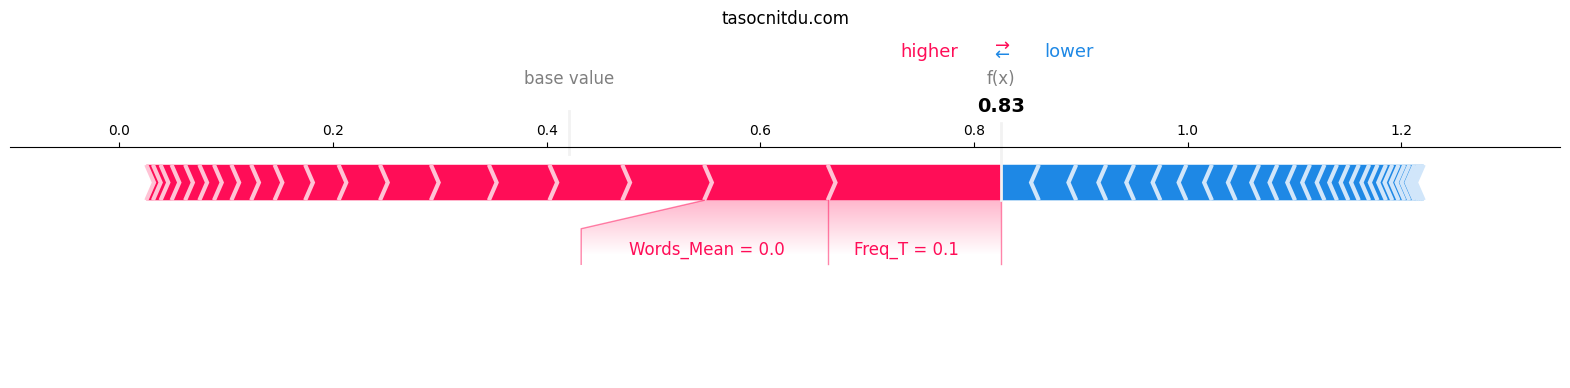 tasocnitdu.com
higher ⇄ lower
base value
f(x)
0.83
0.0 0.2 0.4 0.6 0.8 1.0 1.2
Words_Mean = 0.0 Freq_T = 0.1